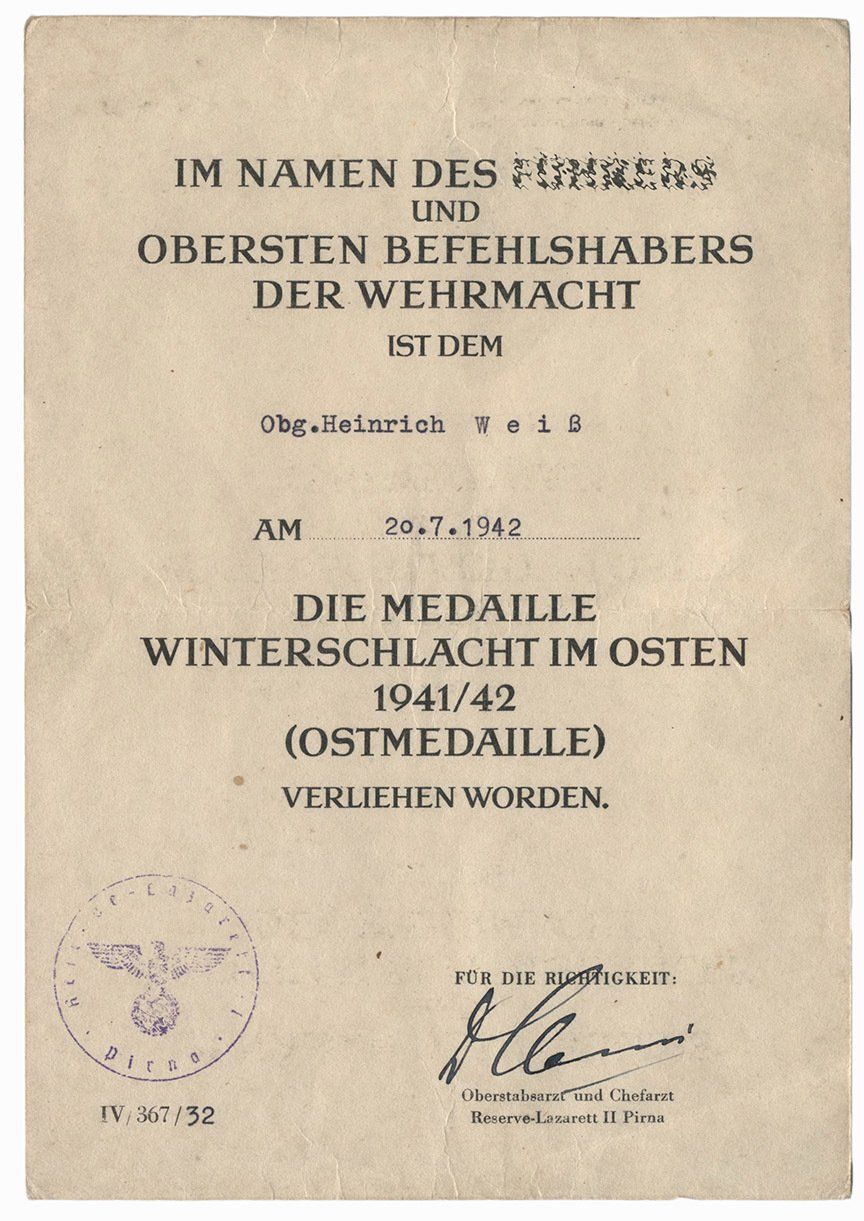 IM NAMEN DES FÜHRERS
UND
OBERSTEN BEFEHLSHABERS
DER WEHRMACHT
IST DEM
Obg.Heinrich W e i ß
AM 20.7.1942
DIE MEDAILLE
WINTERSCHLACHT IM OSTEN
1941/42
(OSTMEDAILLE)
VERLIEHEN WORDEN.
Pirna
FÜR DIE RICHTIGKEIT:
Oberstabsarzt und Chefarzt
Reserve-Lazarett II Pirna
IV/367/32